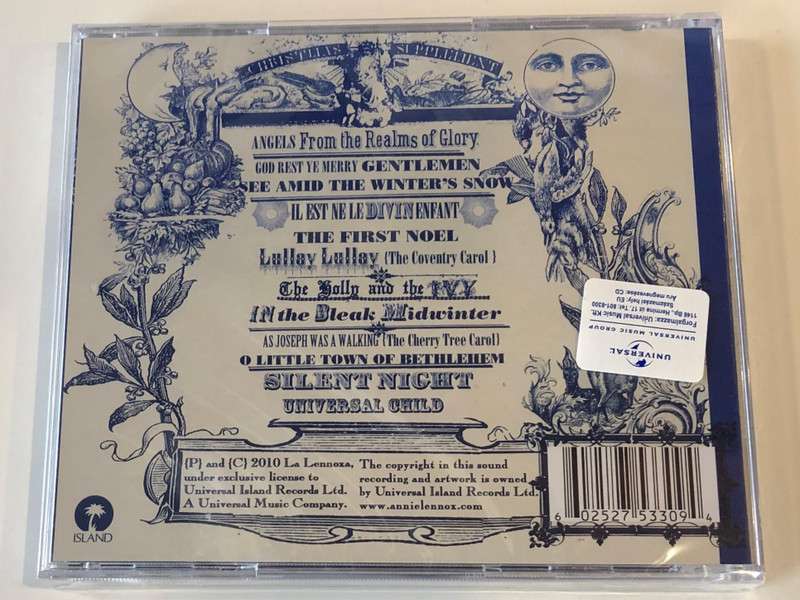 CHRISTMAS SUPPLEMENT
ANGELS From the Realms of Glory.
GOD REST YE MERRY GENTLEMEN
SEE AMID THE WINTER'S SNOW
IL EST NE LE DIVIN ENFANT
THE FIRST NOEL
Lullay Lullay {The Coventry Carol }
The Holly and the IVY
IN the Bleak Midwinter
AS JOSEPH WAS A WALKING {The Cherry Tree Carol}
O LITTLE TOWN OF BETHLEHEM
SILENT NIGHT
UNIVERSAL CHILD
{P} and {C} 2010 La Lennoxa,
under exclusive license to
Universal Island Records Ltd.
A Universal Music Company.
The copyright in this sound
recording and artwork is owned
by Universal Island Records Ltd.
www.annielennox.com
ISLAND
UNIVERSAL
UNIVERSAL MUSIC GROUP
Forgalmazza: Universal Music Kft.
1146 Bp., Hermina út 17. Tel: 801-8300
Származási hely: EU
Áru megnevezése: CD
6 02527 53309 4